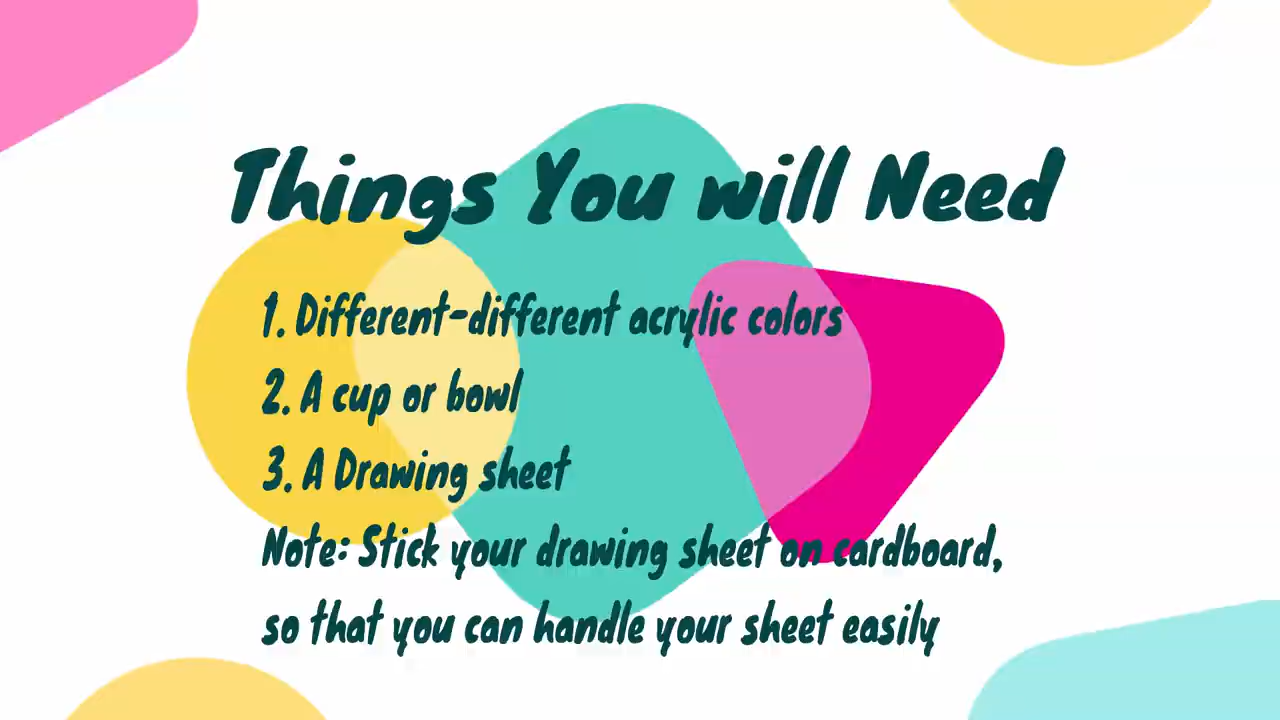 Things You will Need
1. Different-different acrylic colors
2. A cup or bowl
3. A Drawing sheet
Note: Stick your drawing sheet on cardboard,
so that you can handle your sheet easily